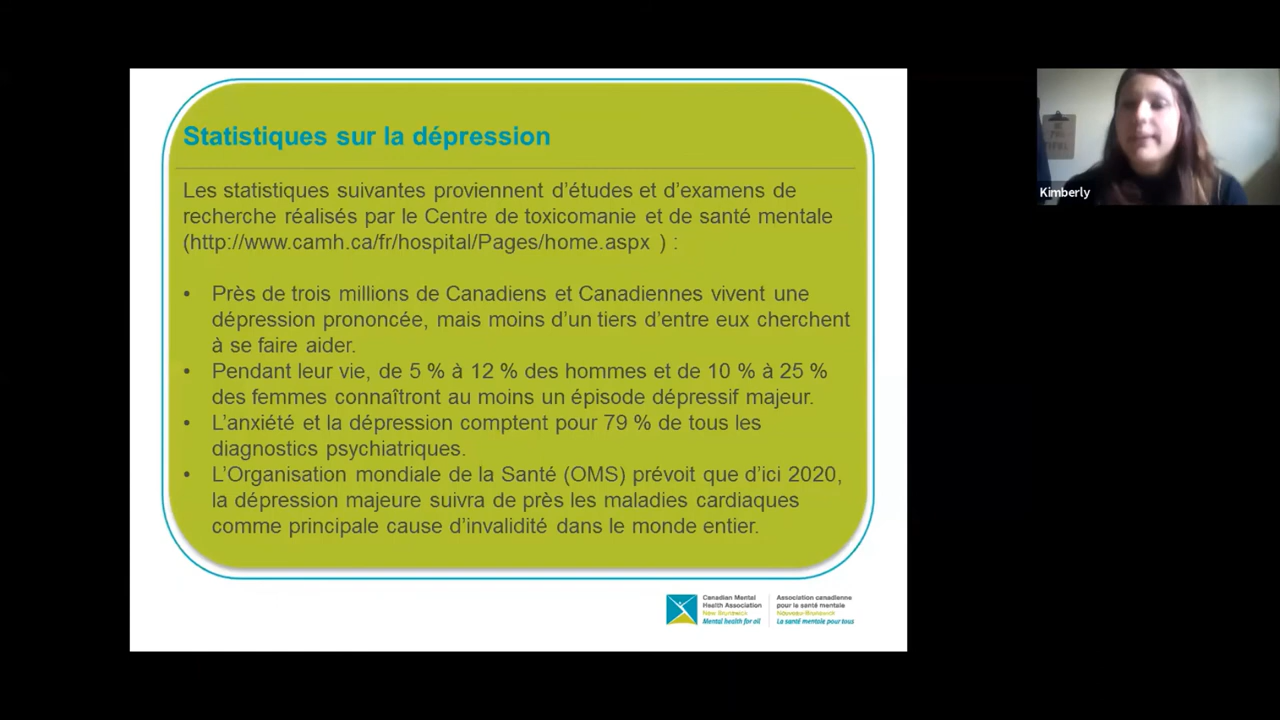 Statistiques sur la dépression
Les statistiques suivantes proviennent d'études et d'examens de
recherche réalisés par le Centre de toxicomanie et de santé mentale
(http://www.camh.ca/fr/hospital/Pages/home.aspx ) :
• Près de trois millions de Canadiens et Canadiennes vivent une
dépression prononcée, mais moins d'un tiers d'entre eux cherchent
à se faire aider.
• Pendant leur vie, de 5 % à 12 % des hommes et de 10 % à 25 %
des femmes connaîtront au moins un épisode dépressif majeur.
• L'anxiété et la dépression comptent pour 79 % de tous les
diagnostics psychiatriques.
• L'Organisation mondiale de la Santé (OMS) prévoit que d'ici 2020,
la dépression majeure suivra de près les maladies cardiaques
comme principale cause d'invalidité dans le monde entier.
Canadian Mental
Health Association
New Brunswick
Mental health for all
Association canadienne
pour la santé mentale
Nouveau-Brunswick
La santé mentale pour tous
Kimberly